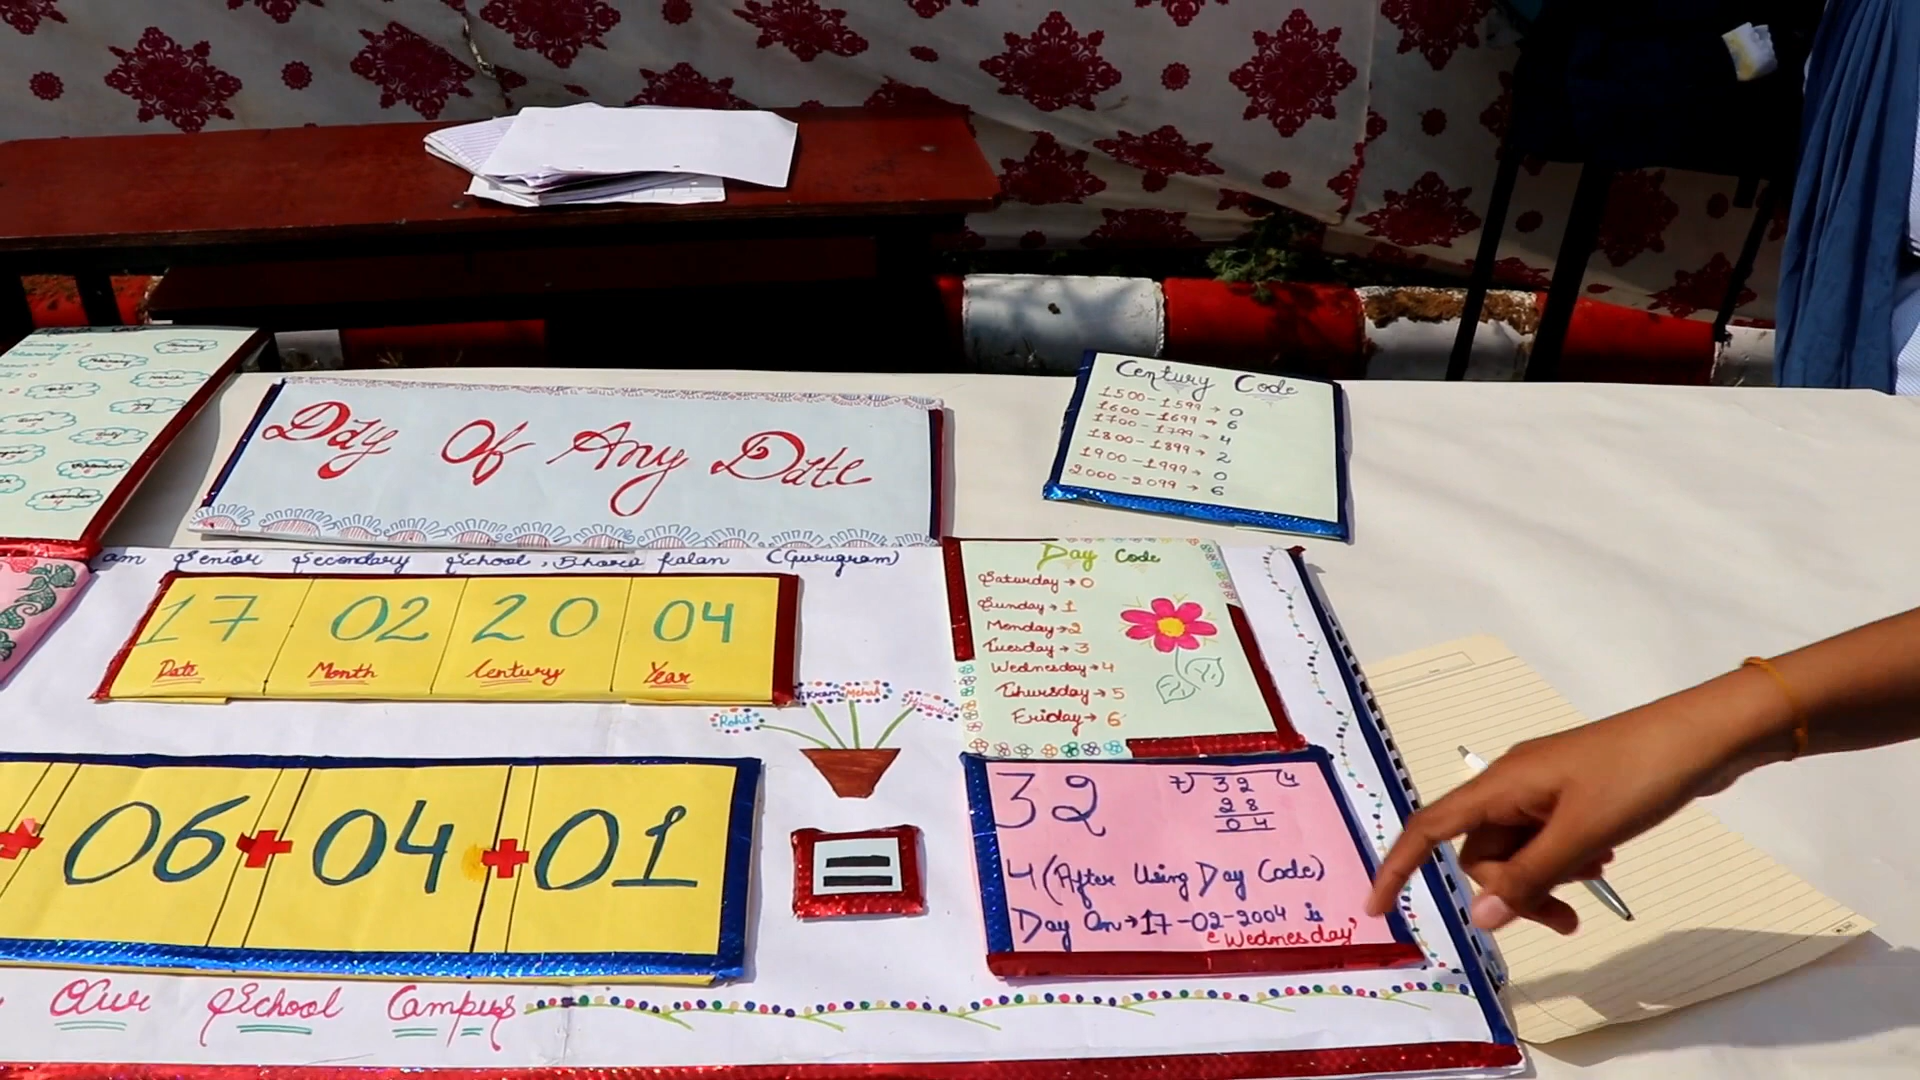 Day Of Any Date
Century Code
1500-1599→0
1600-1699→6
1700-1799→4
1800-1899→2
1900-1999→0
2000-2099→6
am Senior Secondary School, Bhora Kalan (Gurugram)
17 02 20 04
Date Month Century Year
Day Code
Saturday→0
Sunday→1
Monday→2
Tuesday→3
Wednesday→4
Thursday→5
Friday→6
Rohit Vikram Mehak
+ 06 + 04 + 01 =
32
7) 32 (4
28
04
4 (After Using Day Code)
Day On→17-02-2004 is
"Wednesday"
Our School Campus